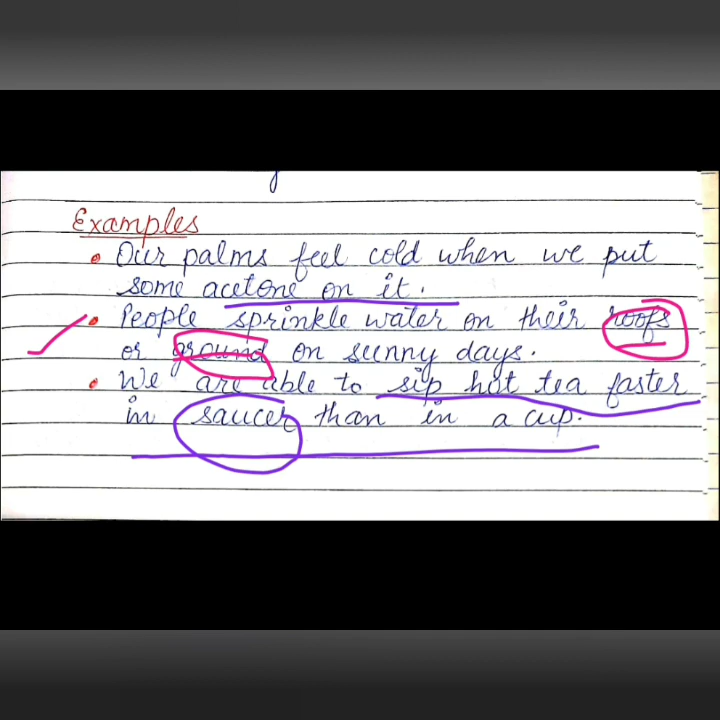 Examples
• Our palms feel cold when we put
some acetone on it.
• People sprinkle water on their roofs
or ground on sunny days.
• We are able to sip hot tea faster
in saucer than in a cup.